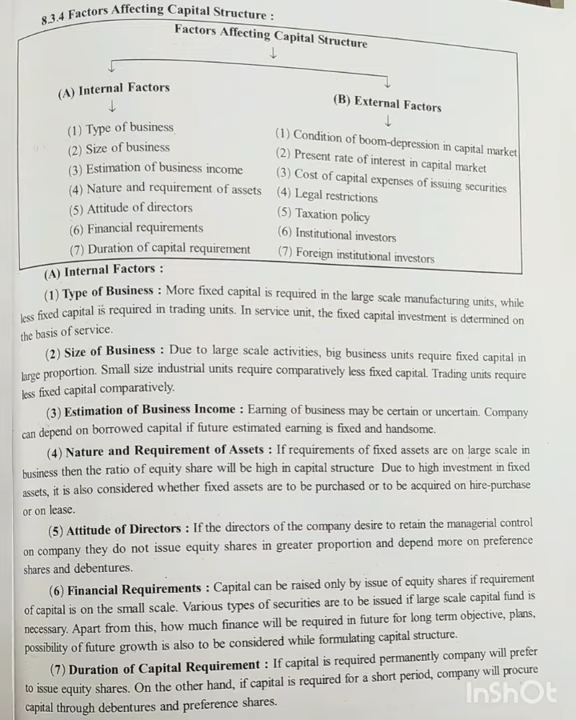 8.3.4 Factors Affecting Capital Structure :
Factors Affecting Capital Structure
(A) Internal Factors
(1) Type of business
(2) Size of business
(3) Estimation of business income
(4) Nature and requirement of assets
(5) Attitude of directors
(6) Financial requirements
(7) Duration of capital requirement
(B) External Factors
(1) Condition of boom-depression in capital market
(2) Present rate of interest in capital market
(3) Cost of capital expenses of issuing securities
(4) Legal restrictions
(5) Taxation policy
(6) Institutional investors
(7) Foreign institutional investors
(A) Internal Factors :
(1) Type of Business : More fixed capital is required in the large scale manufacturing units, while
less fixed capital is required in trading units. In service unit, the fixed capital investment is determined on
the basis of service.
(2) Size of Business : Due to large scale activities, big business units require fixed capital in
large proportion. Small size industrial units require comparatively less fixed capital. Trading units require
less fixed capital comparatively.
(3) Estimation of Business Income : Earning of business may be certain or uncertain. Company
can depend on borrowed capital if future estimated earning is fixed and handsome.
(4) Nature and Requirement of Assets : If requirements of fixed assets are on large scale in
business then the ratio of equity share will be high in capital structure Due to high investment in fixed
assets, it is also considered whether fixed assets are to be purchased or to be acquired on hire-purchase
or on lease.
(5) Attitude of Directors : If the directors of the company desire to retain the managerial control
on company they do not issue equity shares in greater proportion and depend more on preference
shares and debentures.
(6) Financial Requirements : Capital can be raised only by issue of equity shares if requirement
of capital is on the small scale. Various types of securities are to be issued if large scale capital fund is
necessary. Apart from this, how much finance will be required in future for long term objective, plans,
possibility of future growth is also to be considered while formulating capital structure.
(7) Duration of Capital Requirement : If capital is required permanently company will prefer
to issue equity shares. On the other hand, if capital is required for a short period, company will procure
capital through debentures and preference shares.
InShOt